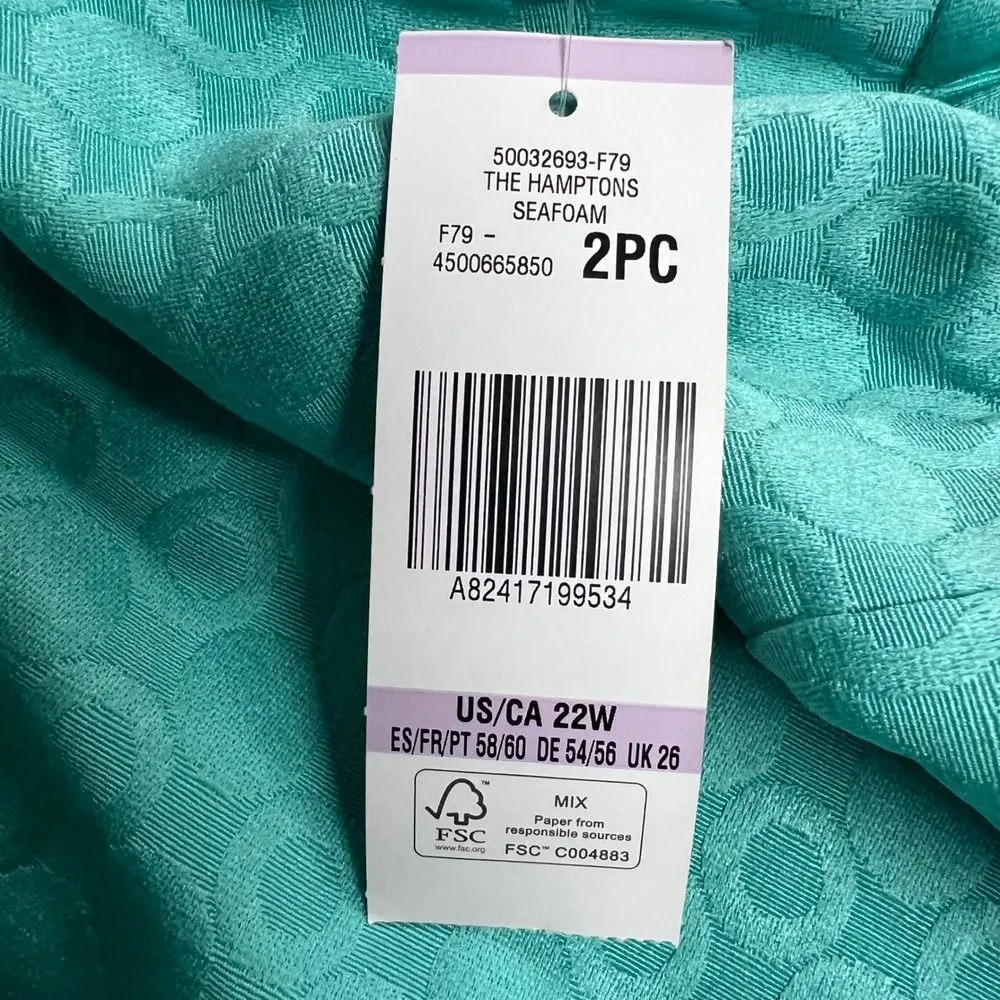 50032693-F79
THE HAMPTONS
SEAFOAM
F79 -
4500665850 2PC
A82417199534
US/CA 22W
ES/FR/PT 58/60 DE 54/56 UK 26
FSC™
www.fsc.org
MIX
Paper from
responsible sources
FSC™ C004883